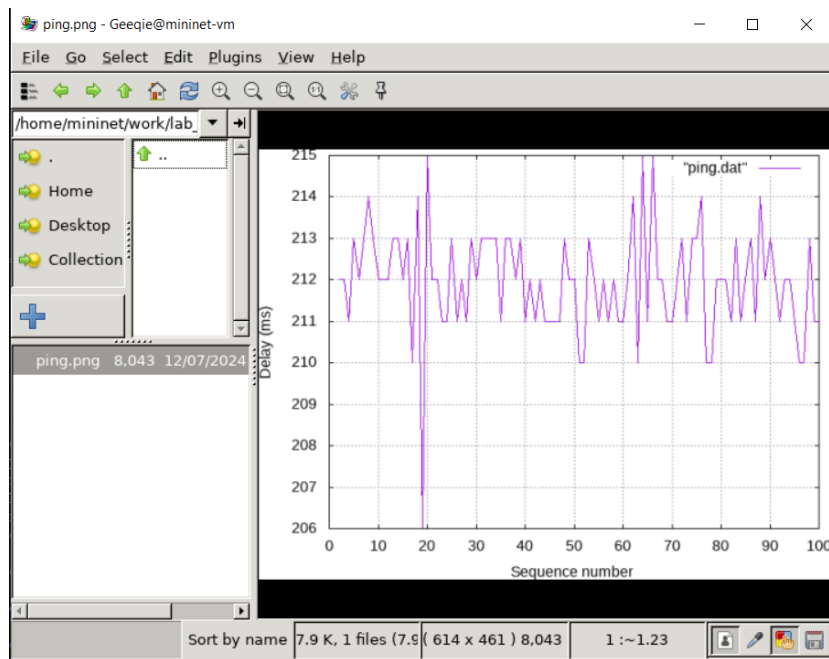 ping.png - Geeqie@mininet-vm
File Go Select Edit Plugins View Help
/home/mininet/work/lab_
.
..
Home
Desktop
Collection
ping.png 8,043 12/07/2024
"ping.dat"
215
214
213
212
211
210
209
208
207
206
Delay (ms)
0 10 20 30 40 50 60 70 80 90 100
Sequence number
Sort by name 7.9 K, 1 files (7.9 ( 614 x 461 ) 8,043 1 :~1.23